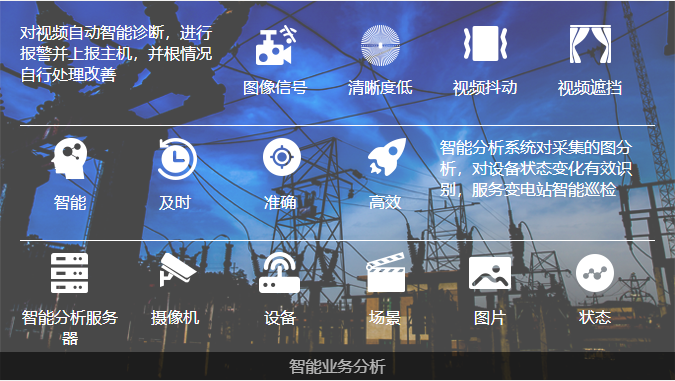 对视频自动智能诊断，进行
报警并上报主机，并根情况
自行处理改善
图像信号
清晰度低
视频抖动
视频遮挡
智能
及时
准确
高效
智能分析系统对采集的图分
析，对设备状态变化有效识
别，服务变电站智能巡检
智能分析服务
器
摄像机
设备
场景
图片
状态
智能业务分析